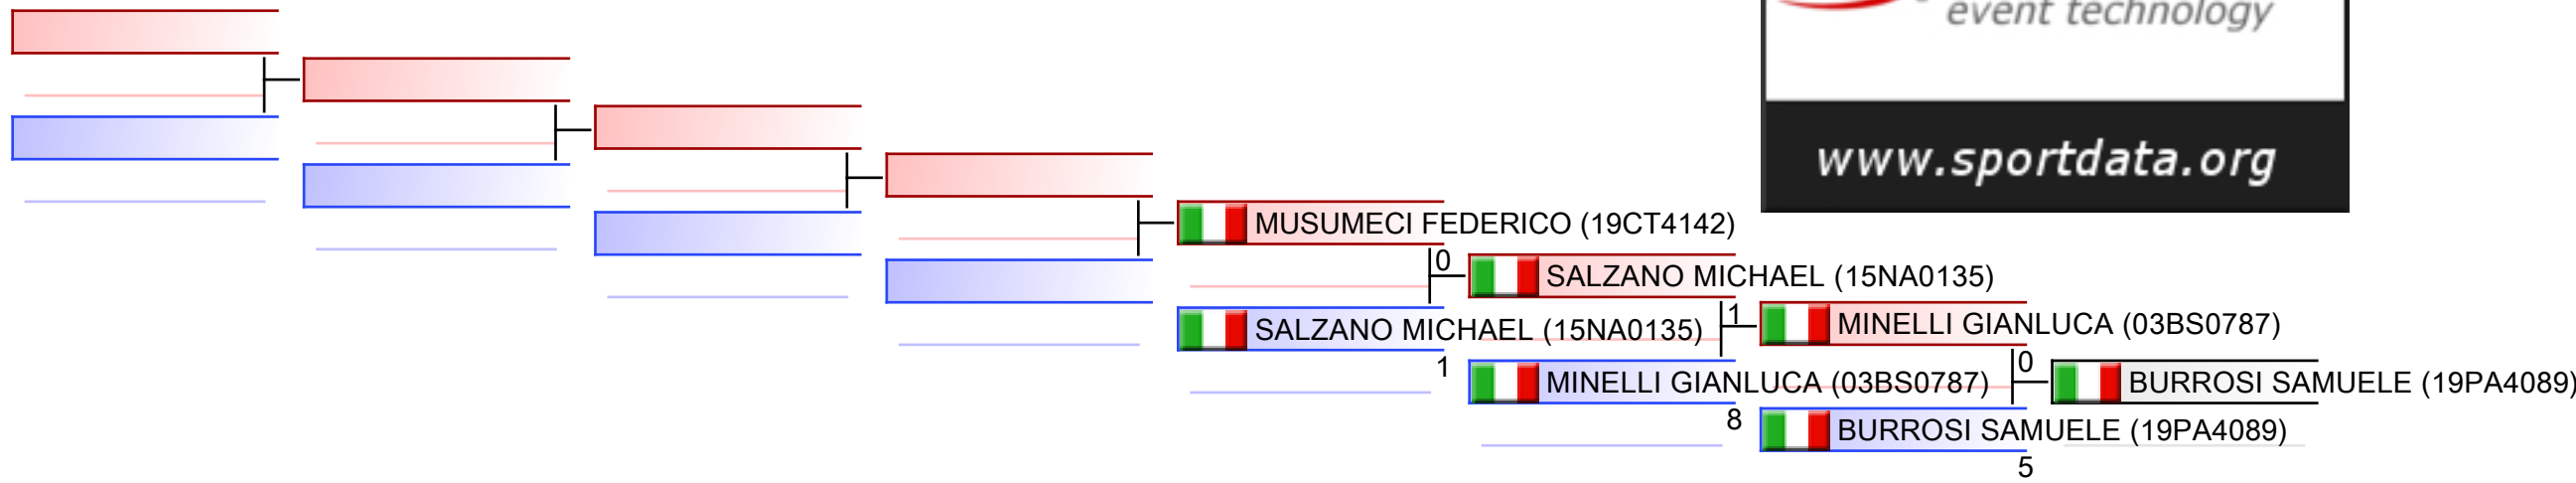 event technology
www.sportdata.org
MUSUMECI FEDERICO (19CT4142)
0
SALZANO MICHAEL (15NA0135)
SALZANO MICHAEL (15NA0135)
1
1
MINELLI GIANLUCA (03BS0787)
MINELLI GIANLUCA (03BS0787)
8
0
BURROSI SAMUELE (19PA4089)
BURROSI SAMUELE (19PA4089)
5